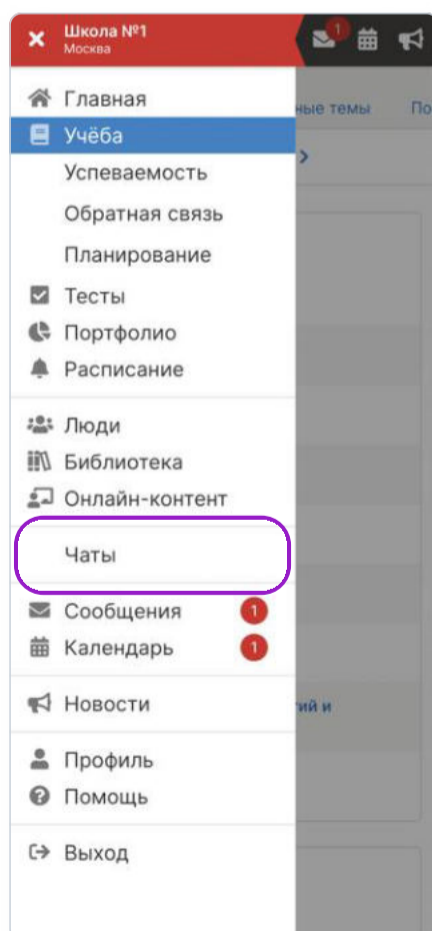 Школа №1
Москва
1
Главная
ные темы По
Учёба
Успеваемость
Обратная связь
Планирование
Тесты
Портфолио
Расписание
Люди
Библиотека
Онлайн-контент
Чаты
Сообщения 1
Календарь 1
Новости
ий и
Профиль
Помощь
Выход